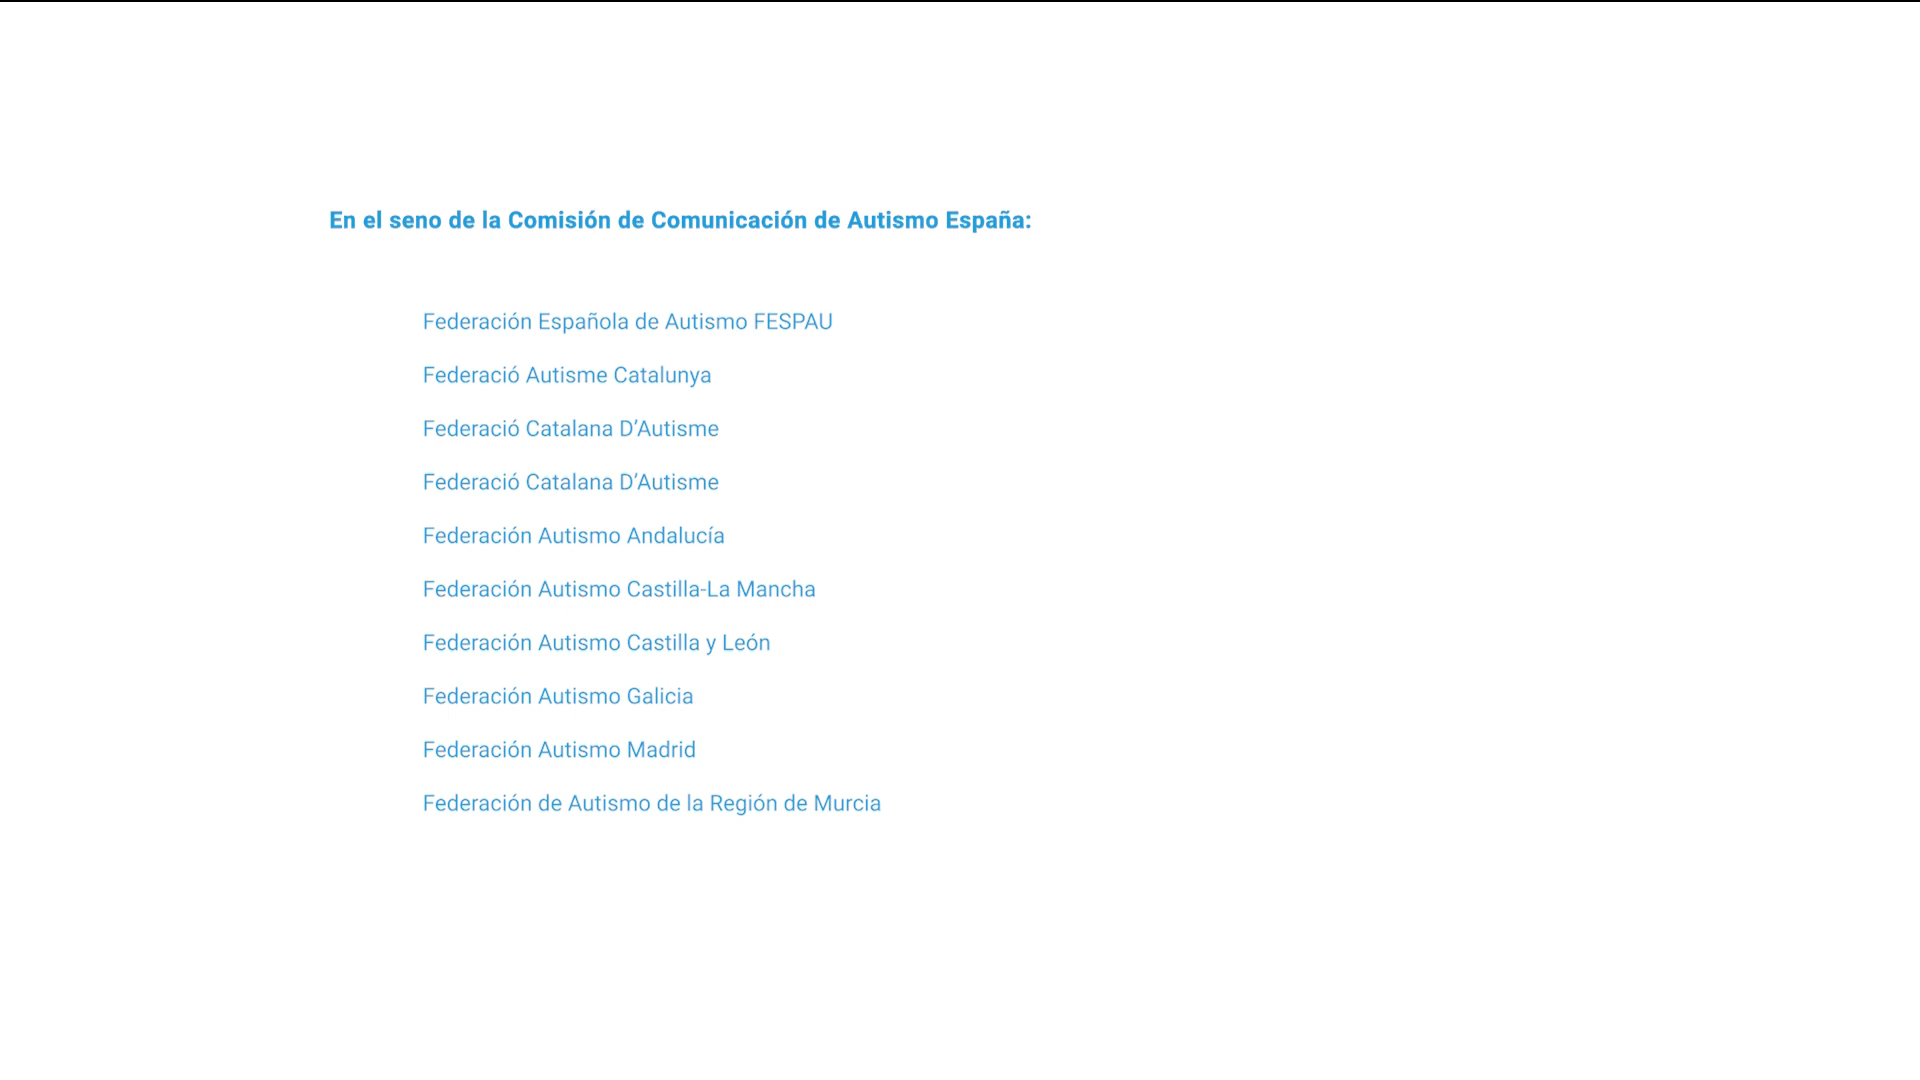 En el seno de la Comisión de Comunicación de Autismo España:
Federación Española de Autismo FESPAU
Federació Autisme Catalunya
Federació Catalana D’Autisme
Federació Catalana D’Autisme
Federación Autismo Andalucía
Federación Autismo Castilla-La Mancha
Federación Autismo Castilla y León
Federación Autismo Galicia
Federación Autismo Madrid
Federación de Autismo de la Región de Murcia